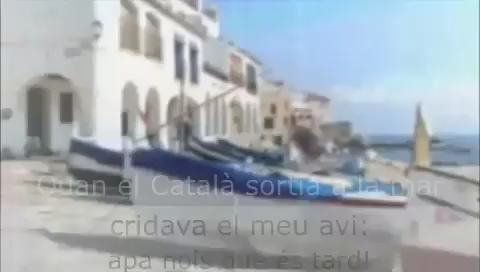 Quan el Català sortia a la mar
cridava el meu avi:
apa nois que és tard!